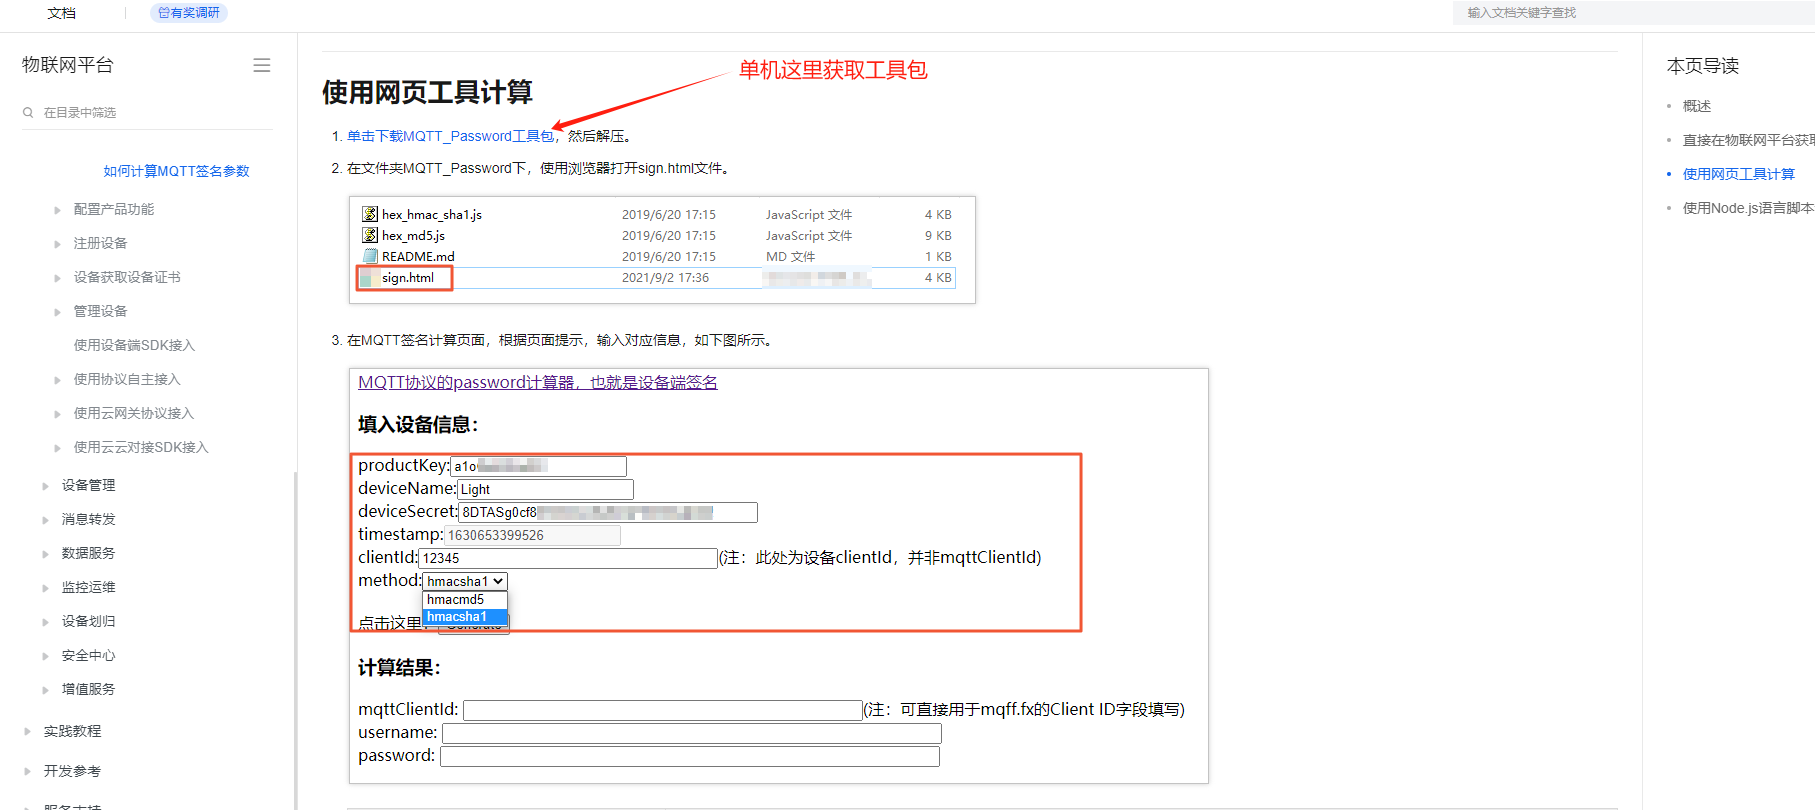 文档
有奖调研
输入文档关键字查找
物联网平台
在目录中筛选
如何计算MQTT签名参数
配置产品功能
注册设备
设备获取设备证书
管理设备
使用设备端SDK接入
使用协议自主接入
使用云网关协议接入
使用云云对接SDK接入
设备管理
消息转发
数据服务
监控运维
设备划归
安全中心
增值服务
实践教程
开发参考
服务支持
单机这里获取工具包
使用网页工具计算
1. 单击下载MQTT_Password工具包，然后解压。
2. 在文件夹MQTT_Password下，使用浏览器打开sign.html文件。
hex_hmac_sha1.js 2019/6/20 17:15 JavaScript 文件 4 KB
hex_md5.js 2019/6/20 17:15 JavaScript 文件 9 KB
README.md 2019/6/20 17:15 MD 文件 1 KB
sign.html 2021/9/2 17:36 4 KB
3. 在MQTT签名计算页面，根据页面提示，输入对应信息，如下图所示。
MQTT协议的password计算器，也就是设备端签名
填入设备信息：
productKey: a1o
deviceName: Light
deviceSecret: 8DTASg0cf8
timestamp: 1630653399526
clientId: 12345 (注：此处为设备clientId，并非mqttClientId)
method: hmacsha1
hmacmd5
hmacsha1
点击这里
计算结果：
mqttClientId: (注：可直接用于mqff.fx的Client ID字段填写)
username:
password:
本页导读
概述
直接在物联网平台获取
使用网页工具计算
使用Node.js语言脚本